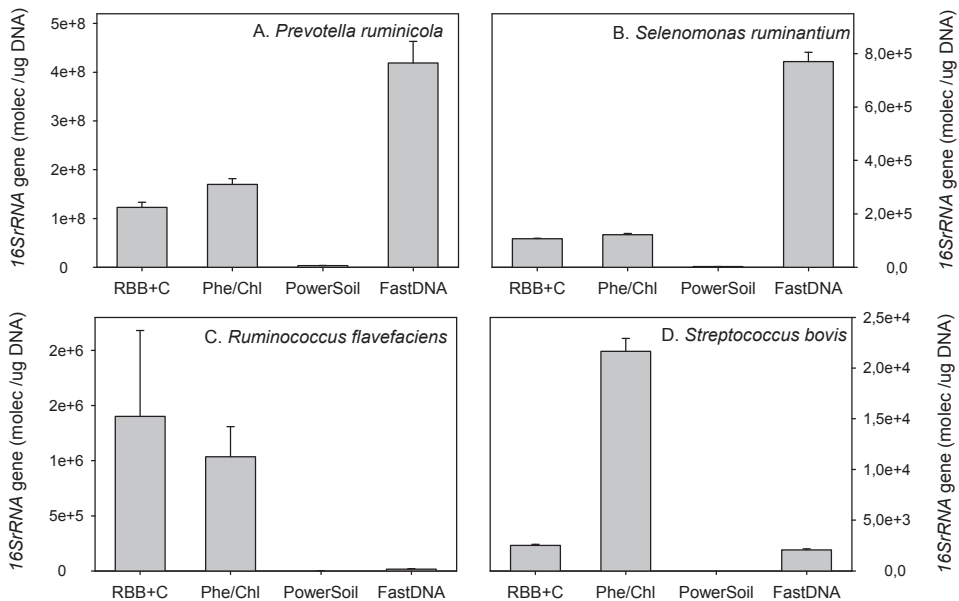 A. Prevotella ruminicola
16SrRNA gene (molec /ug DNA)
5e+8
4e+8
3e+8
2e+8
1e+8
0
RBB+C Phe/Chl PowerSoil FastDNA
B. Selenomonas ruminantium
16SrRNA gene (molec /ug DNA)
8,0e+5
6,0e+5
4,0e+5
2,0e+5
0,0
RBB+C Phe/Chl PowerSoil FastDNA
C. Ruminococcus flavefaciens
16SrRNA gene (molec /ug DNA)
2e+6
2e+6
1e+6
5e+5
0
RBB+C Phe/Chl PowerSoil FastDNA
D. Streptococcus bovis
16SrRNA gene (molec /ug DNA)
2,5e+4
2,0e+4
1,5e+4
1,0e+4
5,0e+3
0,0
RBB+C Phe/Chl PowerSoil FastDNA